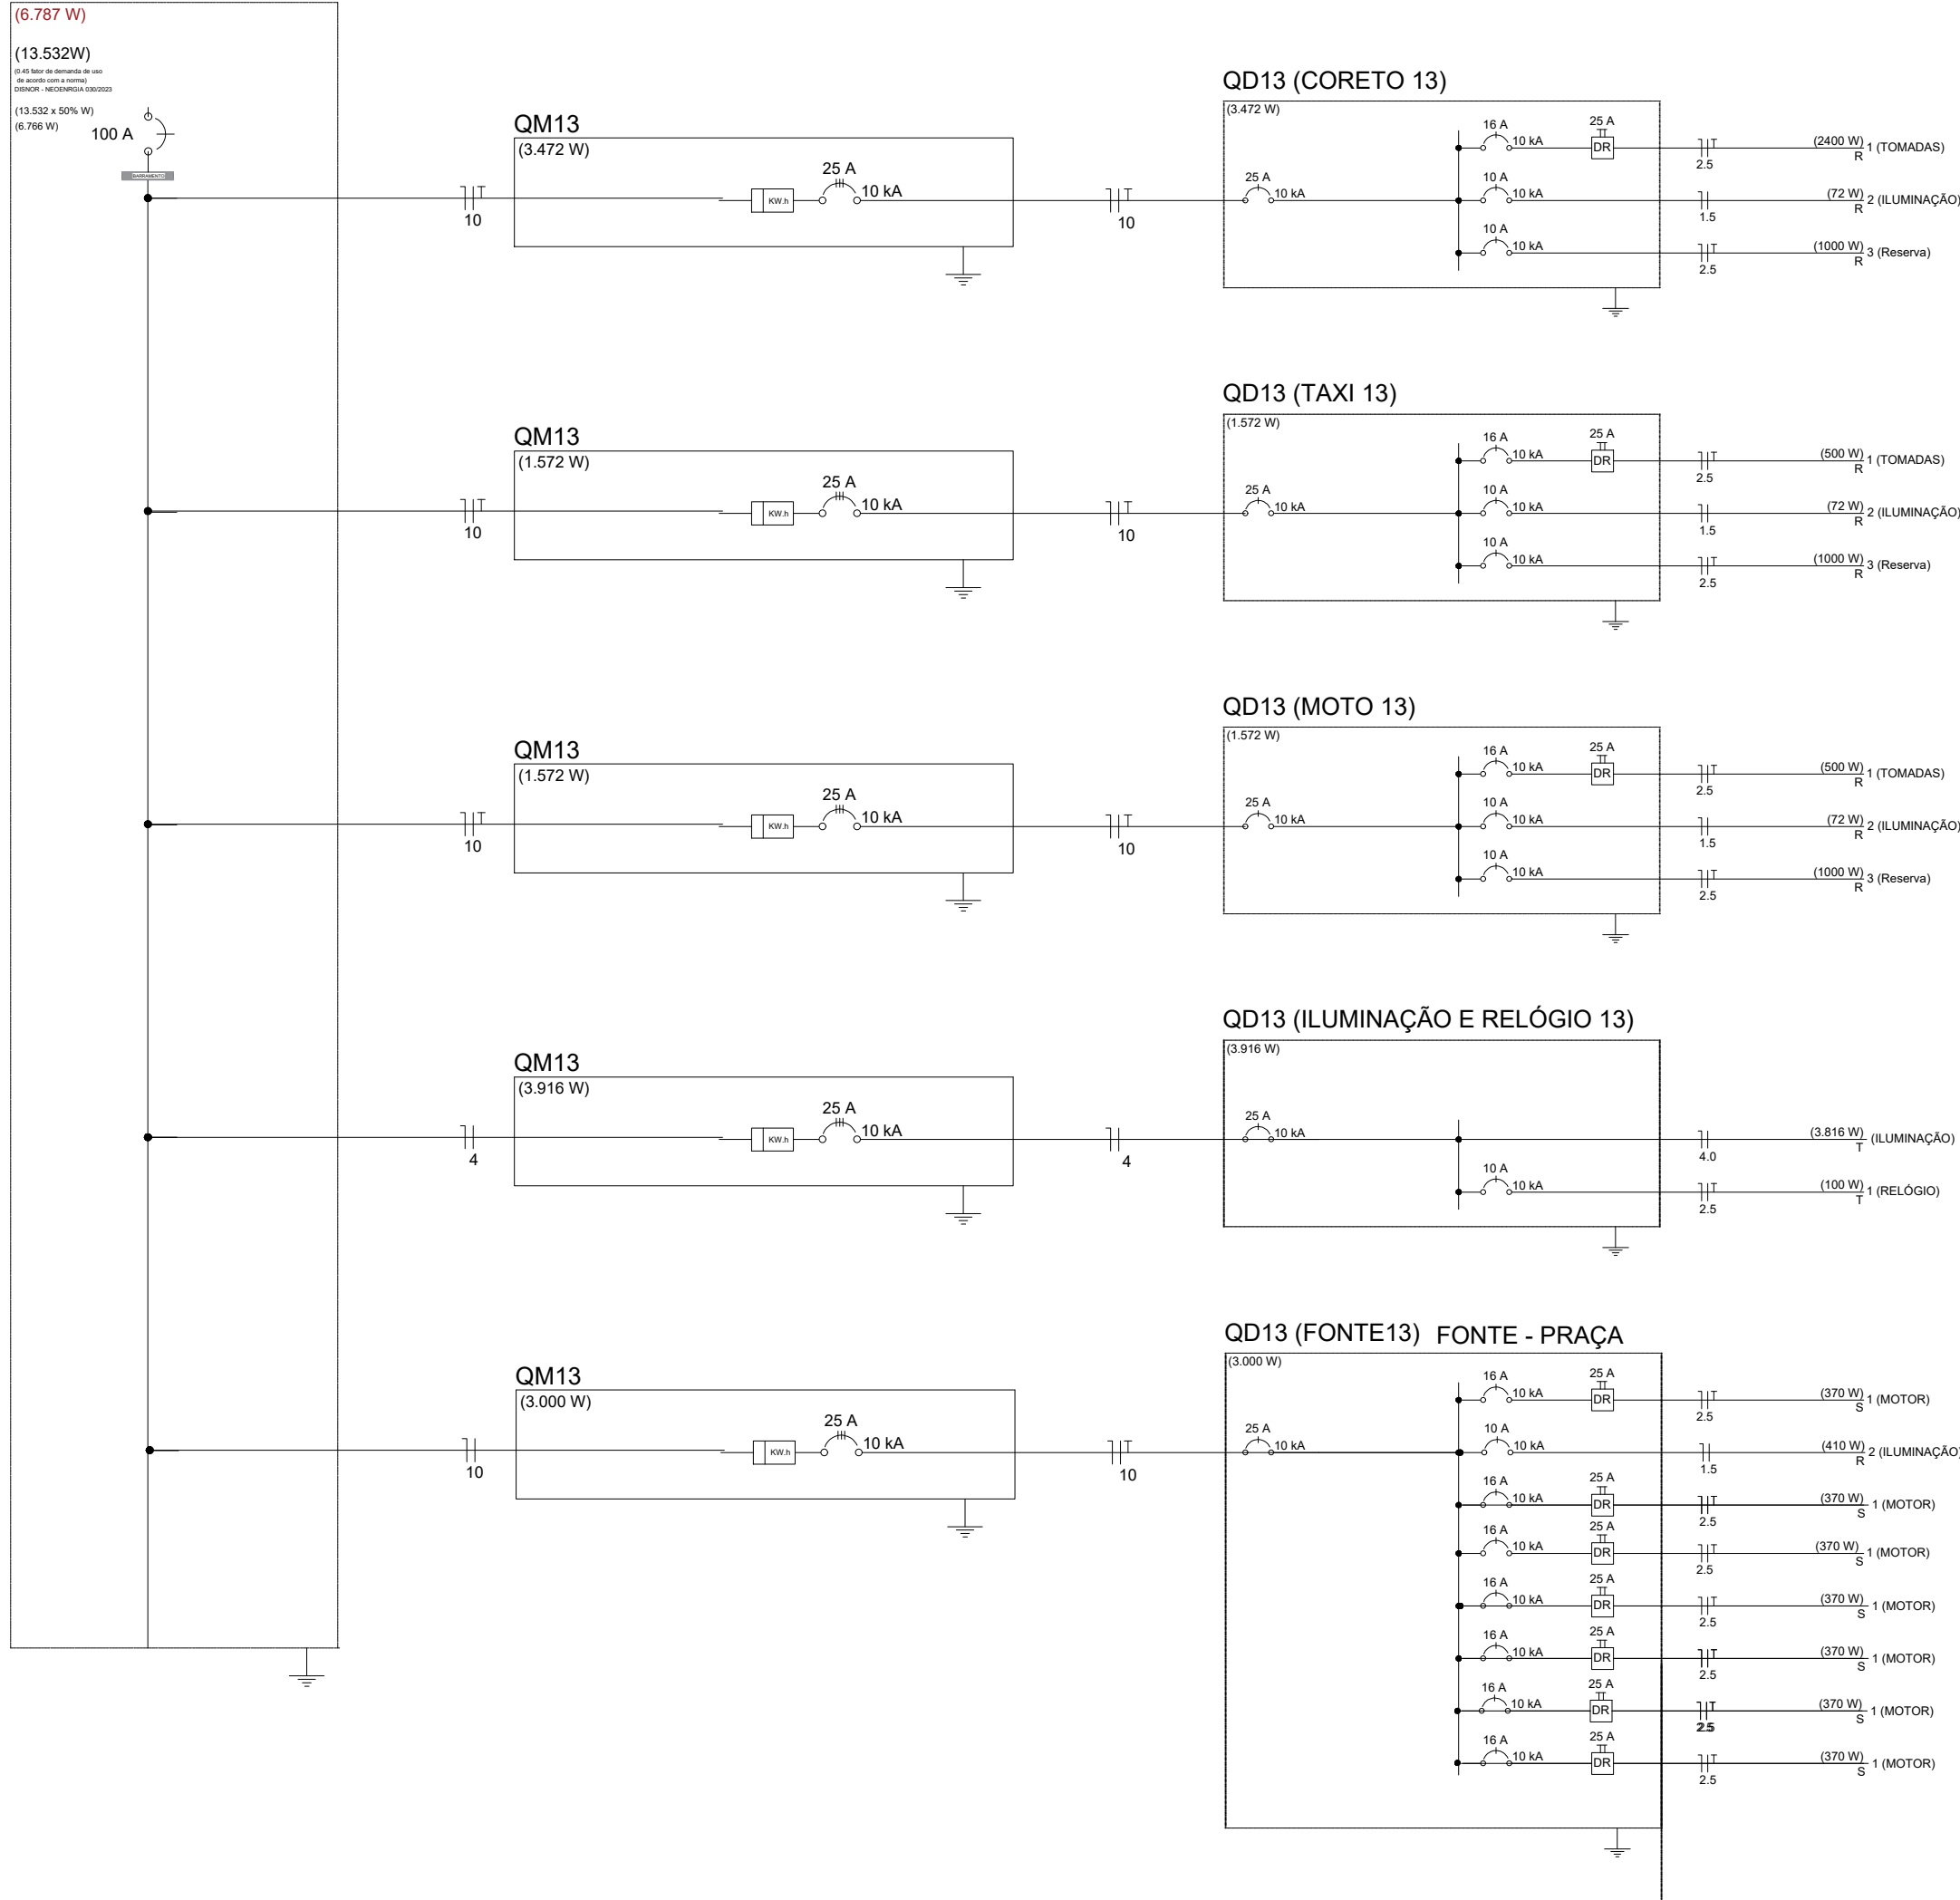 (6.787 W)
(13.532W)
(0.45 fator de demanda de uso
de acordo com a norma)
DISNOR - NEOENRGIA 030/2023
(13.532 x 50% W)
(6.766 W)
100 A
BARRAMENTO
10
QM13
(3.472 W)
KW.h
25 A
10 kA
10
QD13 (CORETO 13)
(3.472 W)
25 A
10 kA
16 A
10 kA
25 A
DR
2.5
(2400 W)
R
1 (TOMADAS)
10 A
10 kA
1.5
(72 W)
R
2 (ILUMINAÇÃO)
10 A
10 kA
2.5
(1000 W)
R
3 (Reserva)
10
QM13
(1.572 W)
KW.h
25 A
10 kA
10
QD13 (TAXI 13)
(1.572 W)
25 A
10 kA
16 A
10 kA
25 A
DR
2.5
(500 W)
R
1 (TOMADAS)
10 A
10 kA
1.5
(72 W)
R
2 (ILUMINAÇÃO)
10 A
10 kA
2.5
(1000 W)
R
3 (Reserva)
10
QM13
(1.572 W)
KW.h
25 A
10 kA
10
QD13 (MOTO 13)
(1.572 W)
25 A
10 kA
16 A
10 kA
25 A
DR
2.5
(500 W)
R
1 (TOMADAS)
10 A
10 kA
1.5
(72 W)
R
2 (ILUMINAÇÃO)
10 A
10 kA
2.5
(1000 W)
R
3 (Reserva)
4
QM13
(3.916 W)
KW.h
25 A
10 kA
4
QD13 (ILUMINAÇÃO E RELÓGIO 13)
(3.916 W)
25 A
10 kA
4.0
(3.816 W)
T
(ILUMINAÇÃO)
10 A
10 kA
2.5
(100 W)
T
1 (RELÓGIO)
10
QM13
(3.000 W)
KW.h
25 A
10 kA
10
QD13 (FONTE13) FONTE - PRAÇA
(3.000 W)
25 A
10 kA
16 A
10 kA
25 A
DR
2.5
(370 W)
S
1 (MOTOR)
10 A
10 kA
1.5
(410 W)
R
2 (ILUMINAÇÃO)
16 A
10 kA
25 A
DR
2.5
(370 W)
S
1 (MOTOR)
16 A
10 kA
25 A
DR
2.5
(370 W)
S
1 (MOTOR)
16 A
10 kA
25 A
DR
2.5
(370 W)
S
1 (MOTOR)
16 A
10 kA
25 A
DR
2.5
(370 W)
S
1 (MOTOR)
16 A
10 kA
25 A
DR
2.5
(370 W)
S
1 (MOTOR)
16 A
10 kA
25 A
DR
2.5
(370 W)
S
1 (MOTOR)